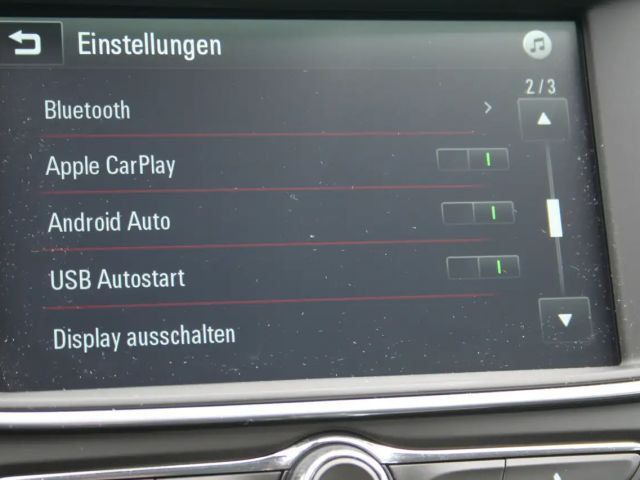 Einstellungen
2/3
Bluetooth
Apple CarPlay
Android Auto
USB Autostart
Display ausschalten